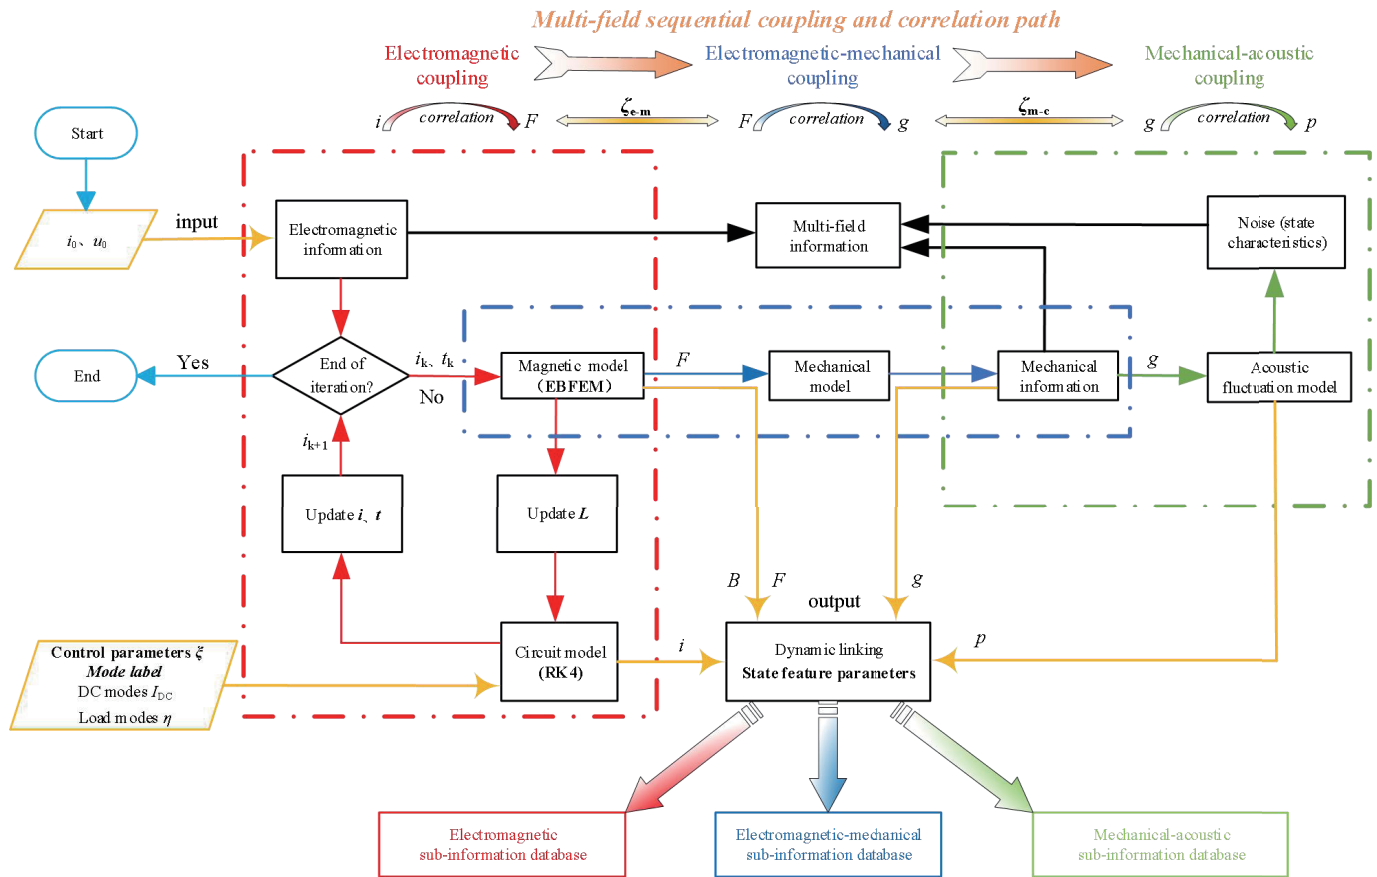 Multi-field sequential coupling and correlation path
Electromagnetic
coupling
Electromagnetic-mechanical
coupling
Mechanical-acoustic
coupling
i
correlation
F
ζe-m
F
correlation
g
ζm-c
g
correlation
p
Start
i0、u0
input
Electromagnetic
information
Multi-field
information
Noise (state
characteristics)
End
Yes
End of
iteration?
ik、tk
No
Magnetic model
(EBFEM)
F
Mechanical
model
Mechanical
information
g
Acoustic
fluctuation model
ik+1
Update i、t
Update L
B
F
g
output
Control parameters ξ
Mode label
DC modes IDC
Load modes η
Circuit model
(RK4)
i
Dynamic linking
State feature parameters
p
Electromagnetic
sub-information database
Electromagnetic-mechanical
sub-information database
Mechanical-acoustic
sub-information database